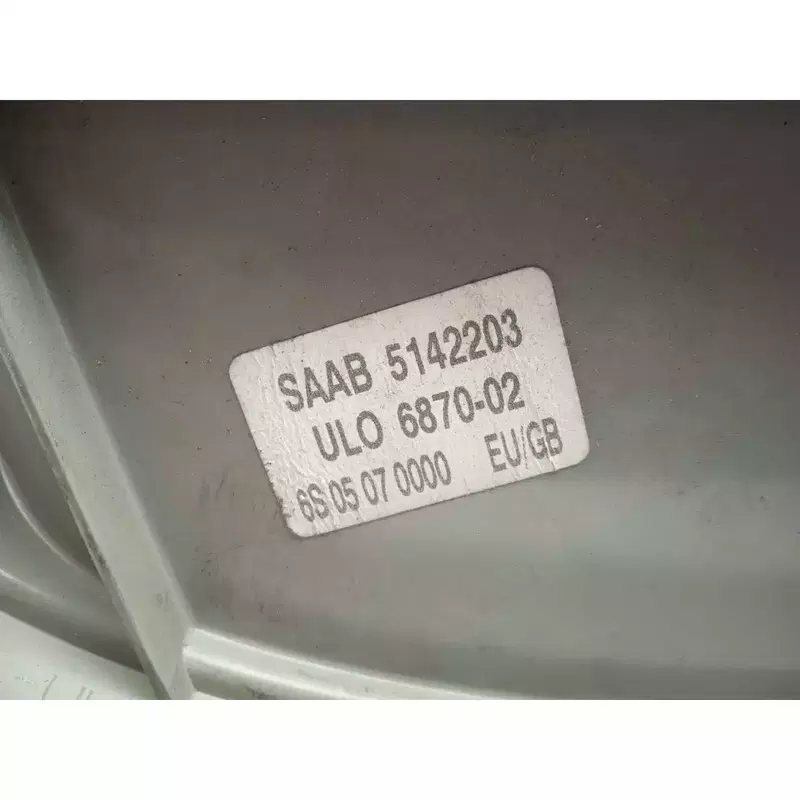 SAAB 5142203
ULO 6870-02
6S 05 07 0000 EU/GB